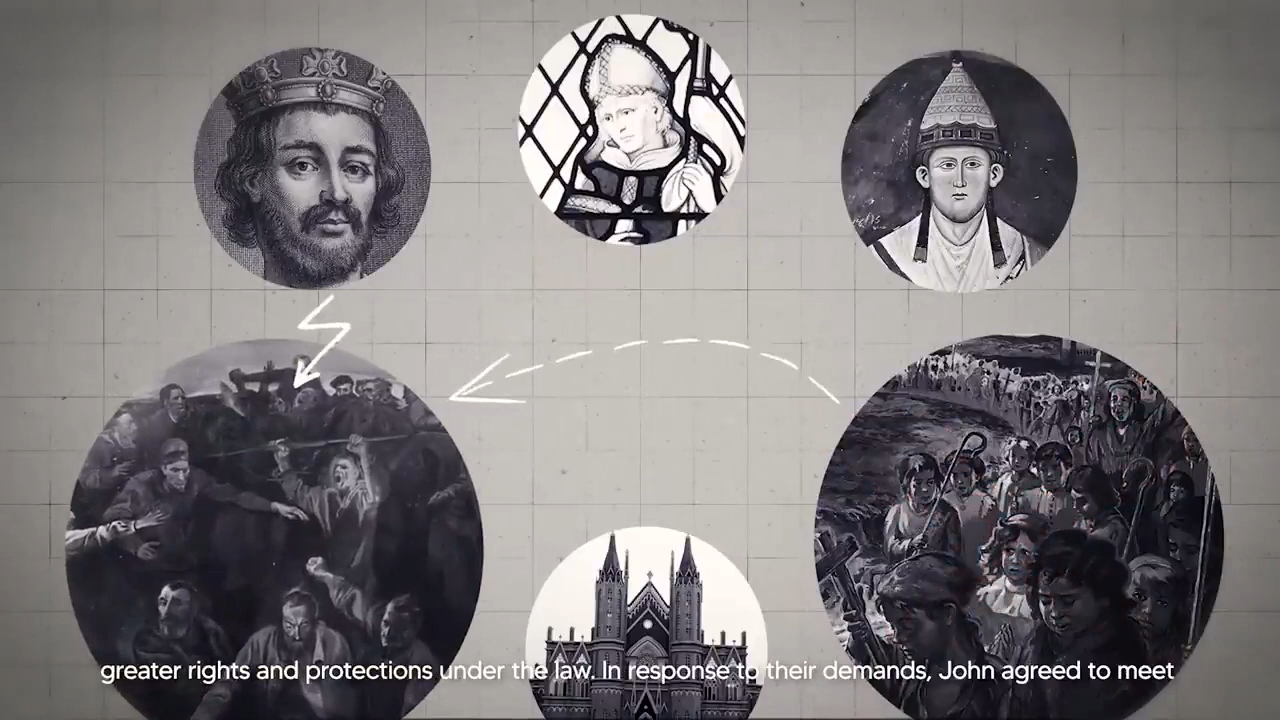 greater rights and protections under the law. In response to their demands, John agreed to meet